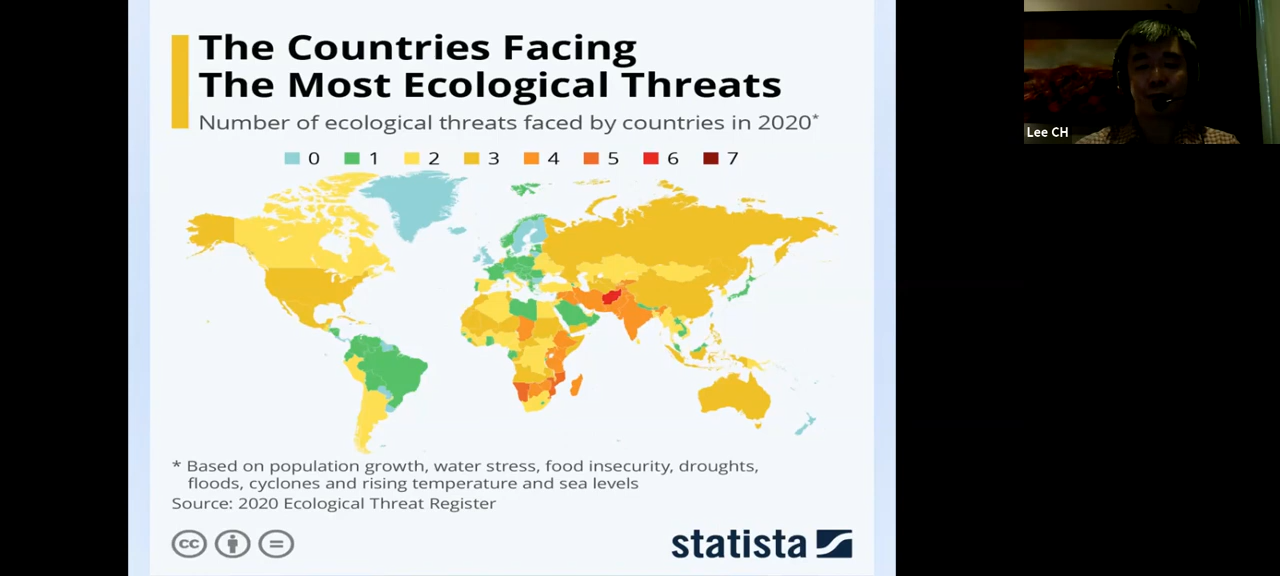 The Countries Facing
The Most Ecological Threats
Number of ecological threats faced by countries in 2020*
0 1 2 3 4 5 6 7
* Based on population growth, water stress, food insecurity, droughts,
floods, cyclones and rising temperature and sea levels
Source: 2020 Ecological Threat Register
cc
statista
Lee CH